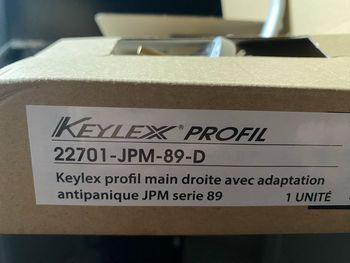 KEYLEX® PROFIL
22701-JPM-89-D
Keylex profil main droite avec adaptation
antipanique JPM serie 89
1 UNITÉ